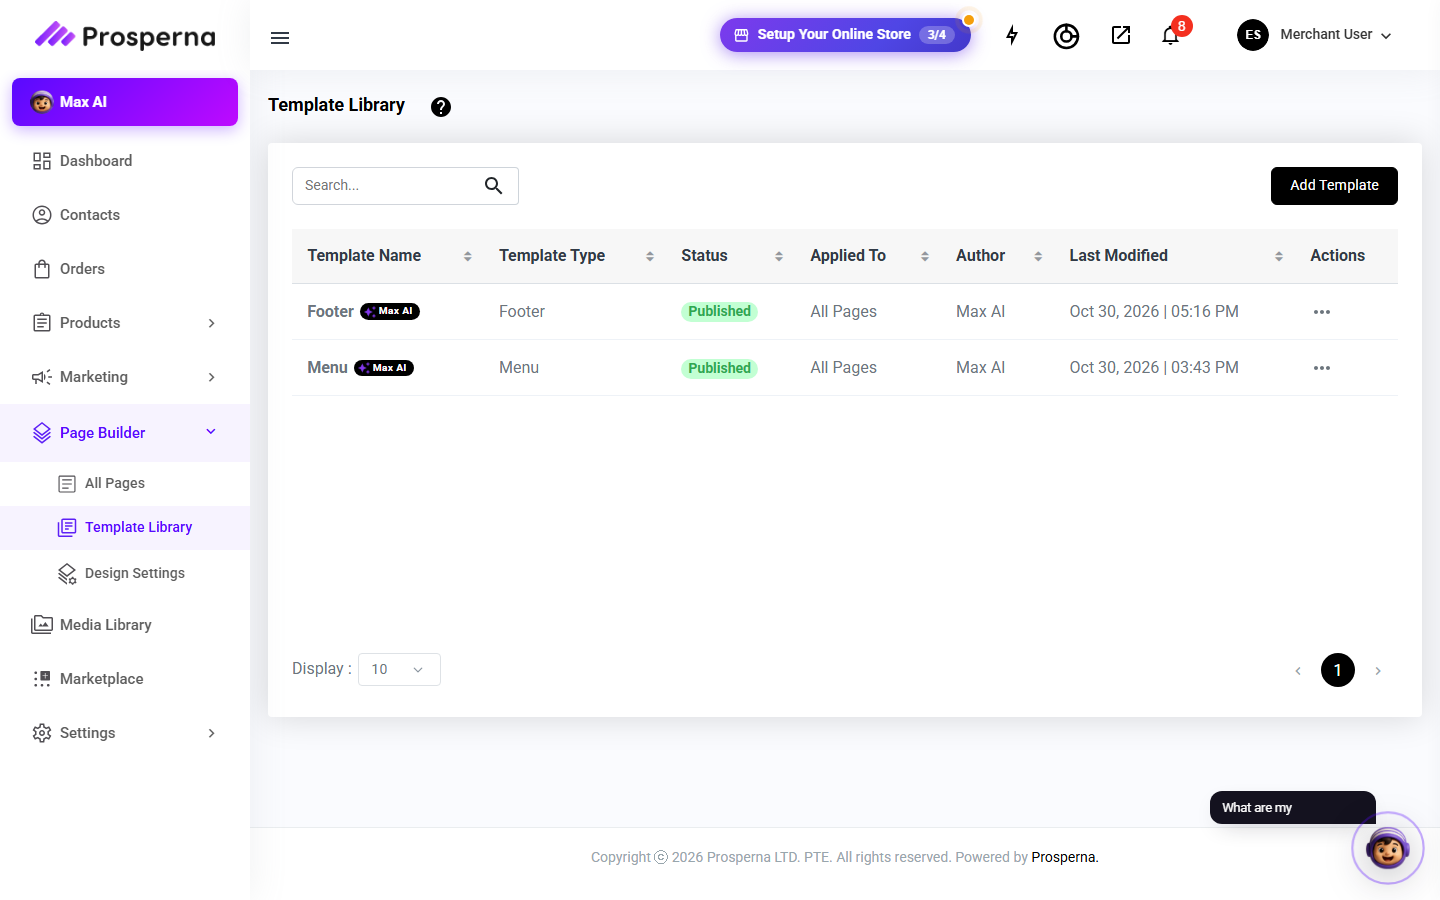 Prosperna
Setup Your Online Store 3/4
8
ES
Merchant User
Max AI
Dashboard
Contacts
Orders
Products
Marketing
Page Builder
All Pages
Template Library
Design Settings
Media Library
Marketplace
Settings
Template Library
?
Search...
Add Template
Template Name Template Type Status Applied To Author Last Modified Actions
Footer Max AI Footer Published All Pages Max AI Oct 30, 2026 | 05:16 PM
Menu Max AI Menu Published All Pages Max AI Oct 30, 2026 | 03:43 PM
Display : 10
1
What are my
Copyright © 2026 Prosperna LTD. PTE. All rights reserved. Powered by Prosperna.